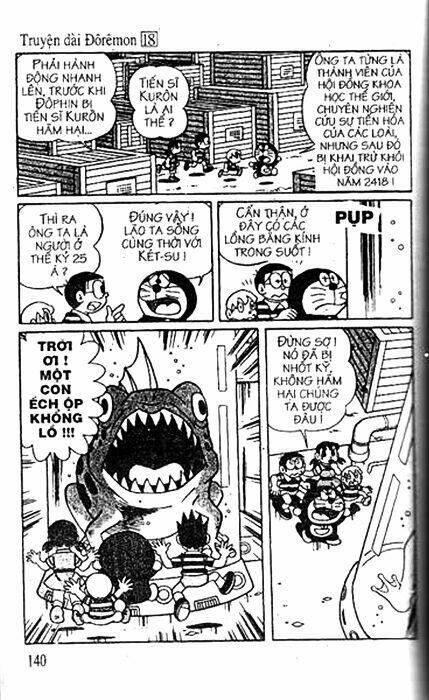 Truyện dài Đôrêmon 18
PHẢI HÀNH
ĐỘNG NHANH
LÊN, TRƯỚC KHI
ĐÔPHIN BỊ
TIẾN SĨ KURÔN
HÃM HẠI...
TIẾN SĨ
KURÔN
LÀ AI
THẾ?
ÔNG TA TỪNG LÀ
THÀNH VIÊN CỦA
HỘI ĐỒNG KHOA
HỌC THẾ GIỚI,
CHUYÊN NGHIÊN
CỨU SỰ TIẾN HÓA
CỦA CÁC LOÀI,
NHƯNG SAU ĐÓ
BỊ KHAI TRỪ KHỎI
HỘI ĐỒNG VÀO
NĂM 2418!
THÌ RA
ÔNG TA LÀ
NGƯỜI Ở
THẾ KỶ 25
À?
ĐÚNG VẬY!
LÃO TA SỐNG
CÙNG THỜI VỚI
KÉT-SU!
CẨN THẬN, Ở
ĐÂY CÓ CÁC
LỒNG BẰNG KÍNH
TRONG SUỐT!
PỤP
TRỜI
ƠI!
MỘT
CON
ẾCH ỘP
KHỔNG
LỒ!!!
ĐỪNG SỢ!
NÓ ĐÃ BỊ
NHỐT KỸ,
KHÔNG HÃM
HẠI CHÚNG
TA ĐƯỢC
ĐÂU!
140